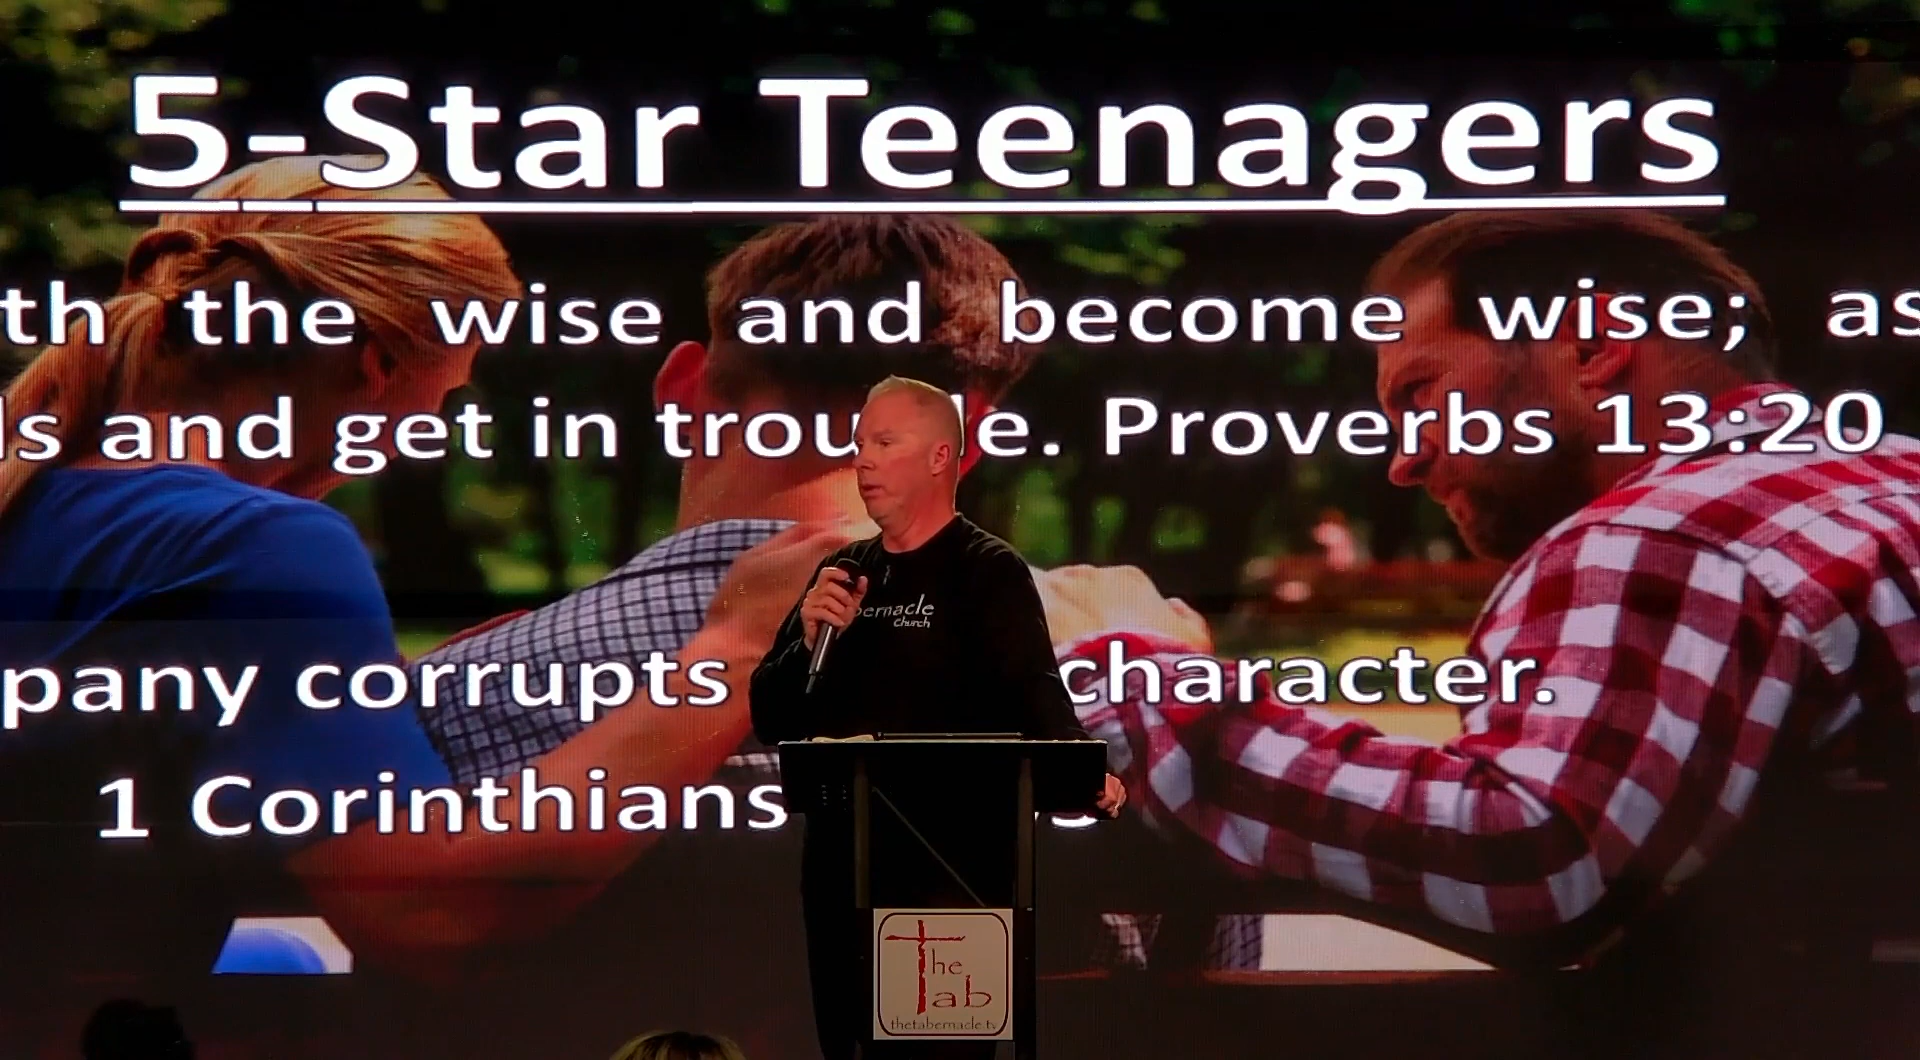 5-Star Teenagers
th the wise and become wise; as
ls and get in trou e. Proverbs 13:20
pany corrupts character.
1 Corinthians
bernacle
Church
The
Tab
thetabernacle.tv